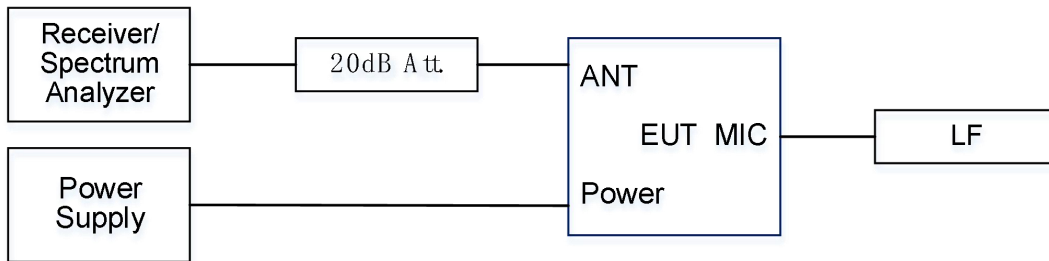 Receiver/
Spectrum
Analyzer
20dB Att.
ANT
EUT MIC
Power
LF
Power
Supply